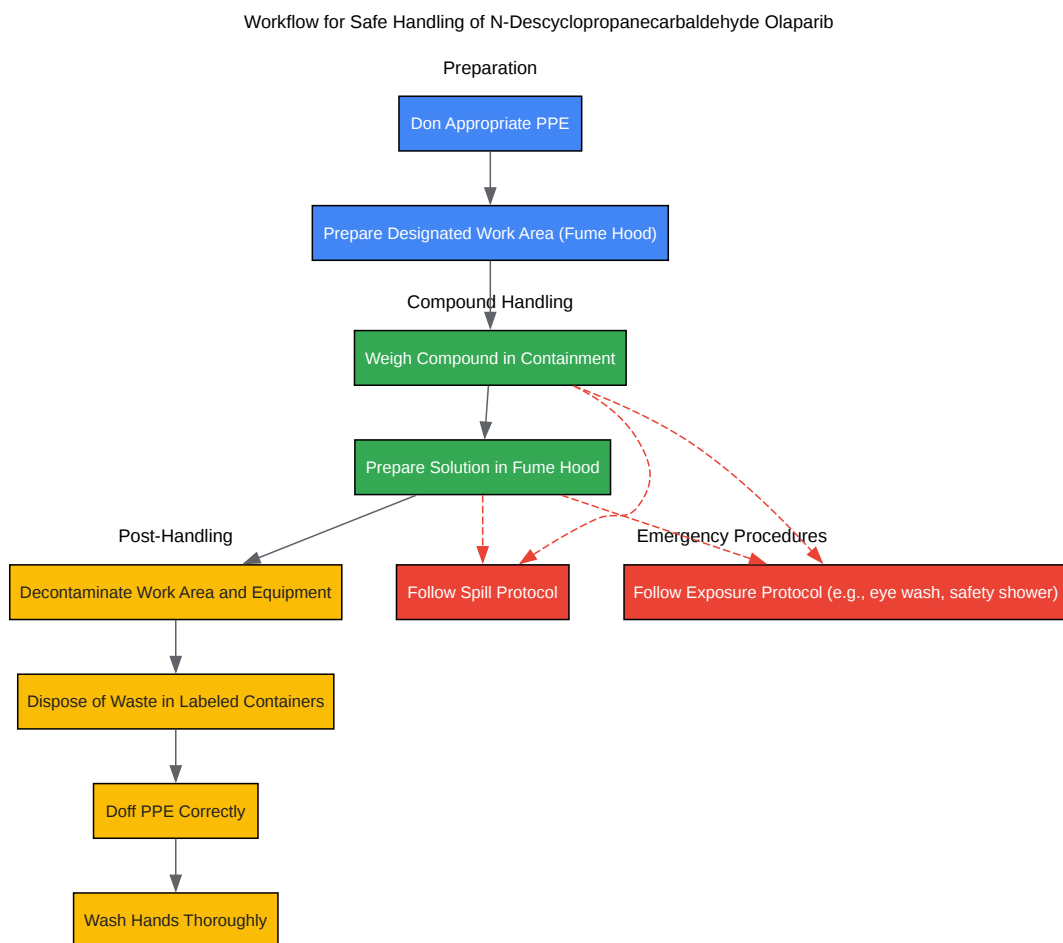 Workflow for Safe Handling of N-Descyclopropanecarbaldehyde Olaparib
Preparation
Don Appropriate PPE
Prepare Designated Work Area (Fume Hood)
Compound Handling
Weigh Compound in Containment
Prepare Solution in Fume Hood
Post-Handling
Emergency Procedures
Decontaminate Work Area and Equipment
Follow Spill Protocol
Follow Exposure Protocol (e.g., eye wash, safety shower)
Dispose of Waste in Labeled Containers
Doff PPE Correctly
Wash Hands Thoroughly